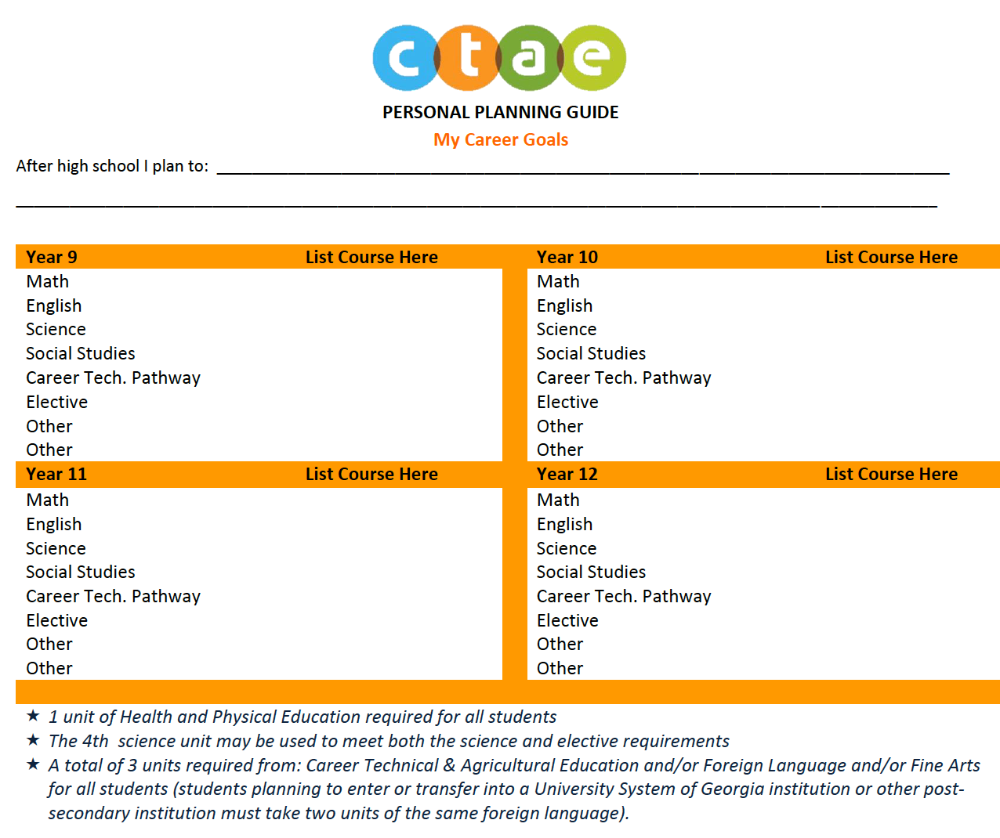 ctae
PERSONAL PLANNING GUIDE
My Career Goals
After high school I plan to: ______________________________________________________________________________
__________________________________________________________________________________________________
Year 9 List Course Here Year 10 List Course Here
Math Math
English English
Science Science
Social Studies Social Studies
Career Tech. Pathway Career Tech. Pathway
Elective Elective
Other Other
Other Other
Year 11 List Course Here Year 12 List Course Here
Math Math
English English
Science Science
Social Studies Social Studies
Career Tech. Pathway Career Tech. Pathway
Elective Elective
Other Other
Other Other
★ 1 unit of Health and Physical Education required for all students
★ The 4th  science unit may be used to meet both the science and elective requirements
★ A total of 3 units required from: Career Technical & Agricultural Education and/or Foreign Language and/or Fine Arts
for all students (students planning to enter or transfer into a University System of Georgia institution or other post-
secondary institution must take two units of the same foreign language).